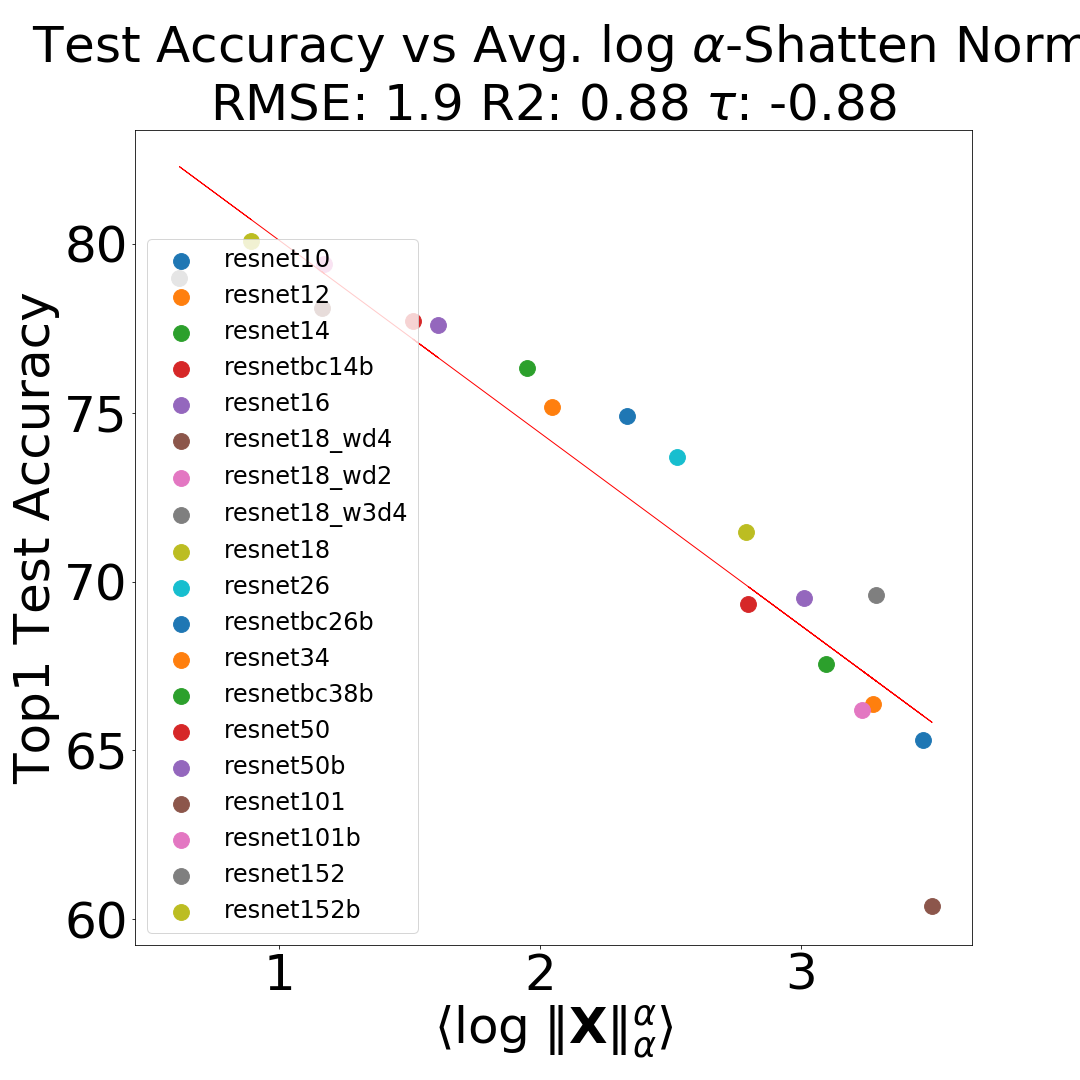 Test Accuracy vs Avg. log α-Shatten Norm
RMSE: 1.9 R2: 0.88 τ: -0.88
80
75
70
65
60
Top1 Test Accuracy
resnet10
resnet12
resnet14
resnetbc14b
resnet16
resnet18_wd4
resnet18_wd2
resnet18_w3d4
resnet18
resnet26
resnetbc26b
resnet34
resnetbc38b
resnet50
resnet50b
resnet101
resnet101b
resnet152
resnet152b
1 2 3
⟨log ‖X‖α α⟩